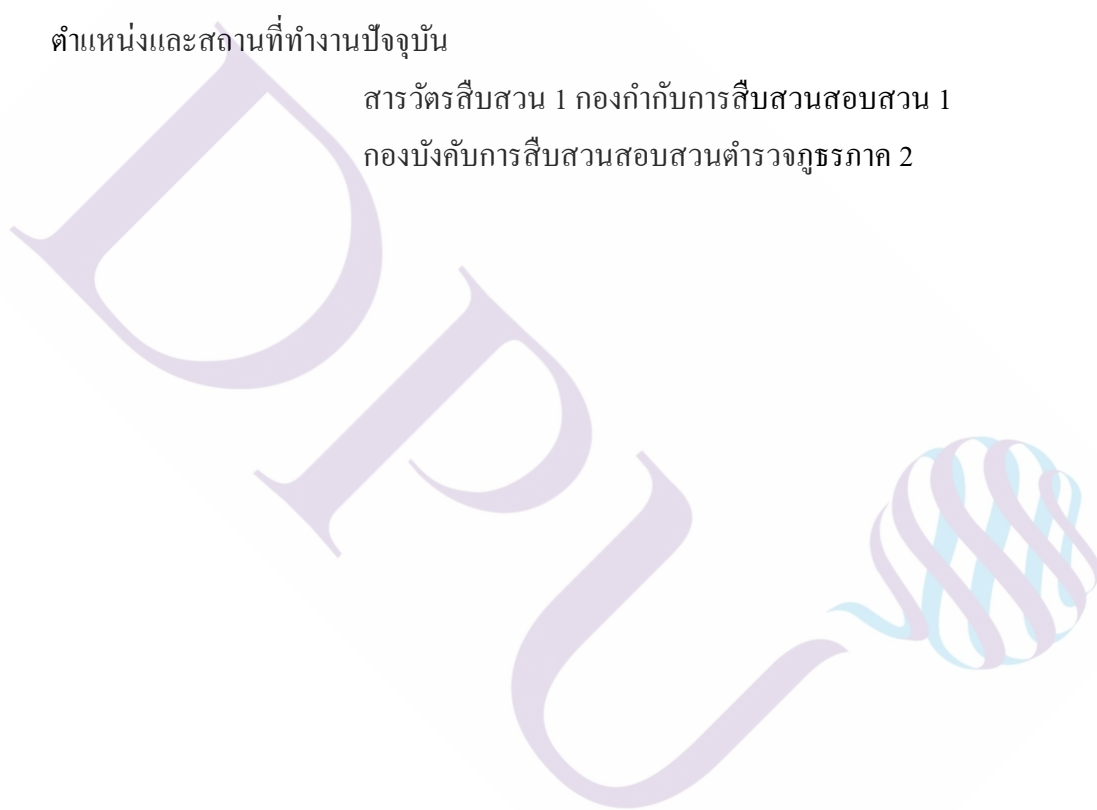 ตำแหน่งและสถานที่ทำงานปัจจุบัน
สารวัตรสืบสวน 1 กองกำกับการสืบสวนสอบสวน 1
กองบังคับการสืบสวนสอบสวนตำรวจภูธรภาค 2
DPU